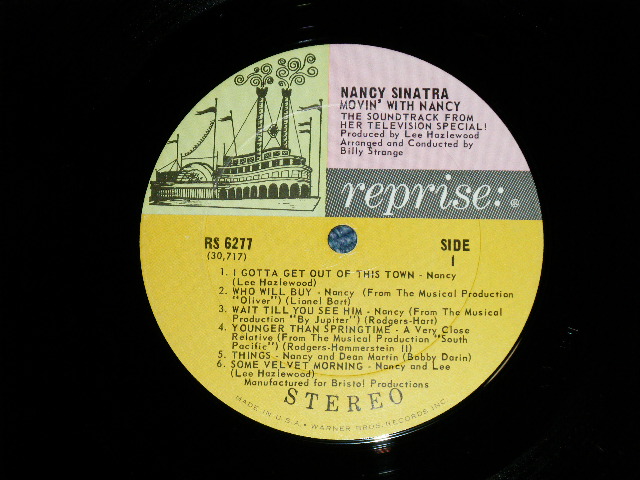 NANCY SINATRA
MOVIN' WITH NANCY
THE SOUNDTRACK FROM
HER TELEVISION SPECIAL!
Produced by Lee Hazlewood
Arranged and Conducted by
Billy Strange
reprise: ®
RS 6277
(30,717)
SIDE
1
1. I GOTTA GET OUT OF THIS TOWN - Nancy
(Lee Hazlewood)
2. WHO WILL BUY - Nancy (From The Musical Production
"Oliver") (Lionel Bart)
3. WAIT TILL YOU SEE HIM - Nancy (From The Musical
Production "By Jupiter") (Rodgers-Hart)
4. YOUNGER THAN SPRINGTIME - A Very Close
Relative (From The Musical Production "South
Pacific") (Rodgers-Hammerstein II)
5. THINGS - Nancy and Dean Martin (Bobby Darin)
6. SOME VELVET MORNING - Nancy and Lee
(Lee Hazlewood)
Manufactured for Bristol Productions
STEREO
MADE IN U.S.A. • WARNER BROS. RECORDS INC.